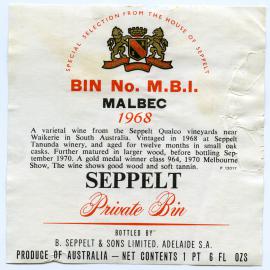 SPECIAL SELECTION FROM THE HOUSE OF SEPPELT
BIN No. M.B.I.
MALBEC
1968
A varietal wine from the Seppelt Qualco vineyards near
Waikerie in South Australia. Vintaged in 1968 at Seppelt
Tanunda winery, and aged for twelve months in small oak
casks. Further matured in larger wood, before bottling Sep-
tember 1970. A gold medal winner class 964, 1970 Melbourne
Show, The wine shows good wood and soft tannin.
SEPPELT
Private Bin
BOTTLED BY
B. SEPPELT & SONS LIMITED. ADELAIDE S.A.
PRODUCE OF AUSTRALIA — NET CONTENTS 1 PT 6 FL OZS